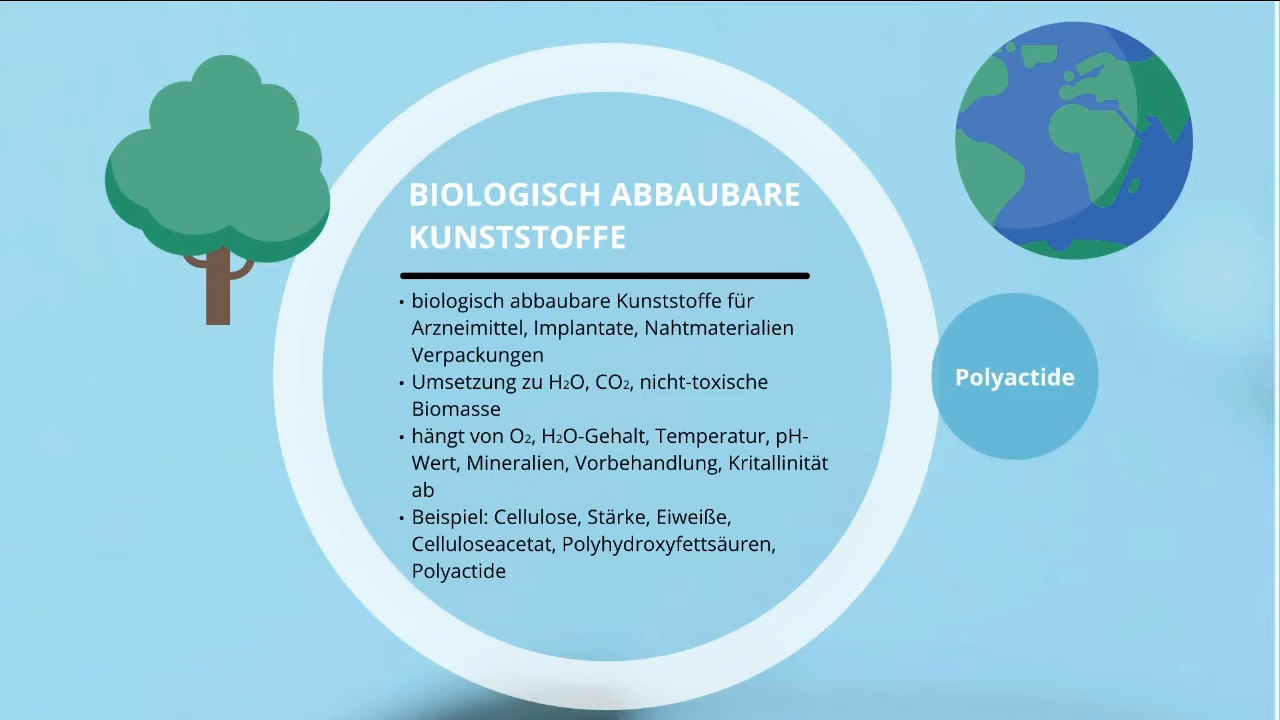 BIOLOGISCH ABBAUBARE
KUNSTSTOFFE
• biologisch abbaubare Kunststoffe für
Arzneimittel, Implantate, Nahtmaterialien
Verpackungen
• Umsetzung zu H₂O, CO₂, nicht-toxische
Biomasse
• hängt von O₂, H₂O-Gehalt, Temperatur, pH-
Wert, Mineralien, Vorbehandlung, Kritallinität
ab
• Beispiel: Cellulose, Stärke, Eiweiße,
Celluloseacetat, Polyhydroxyfettsäuren,
Polyactide
Polyactide